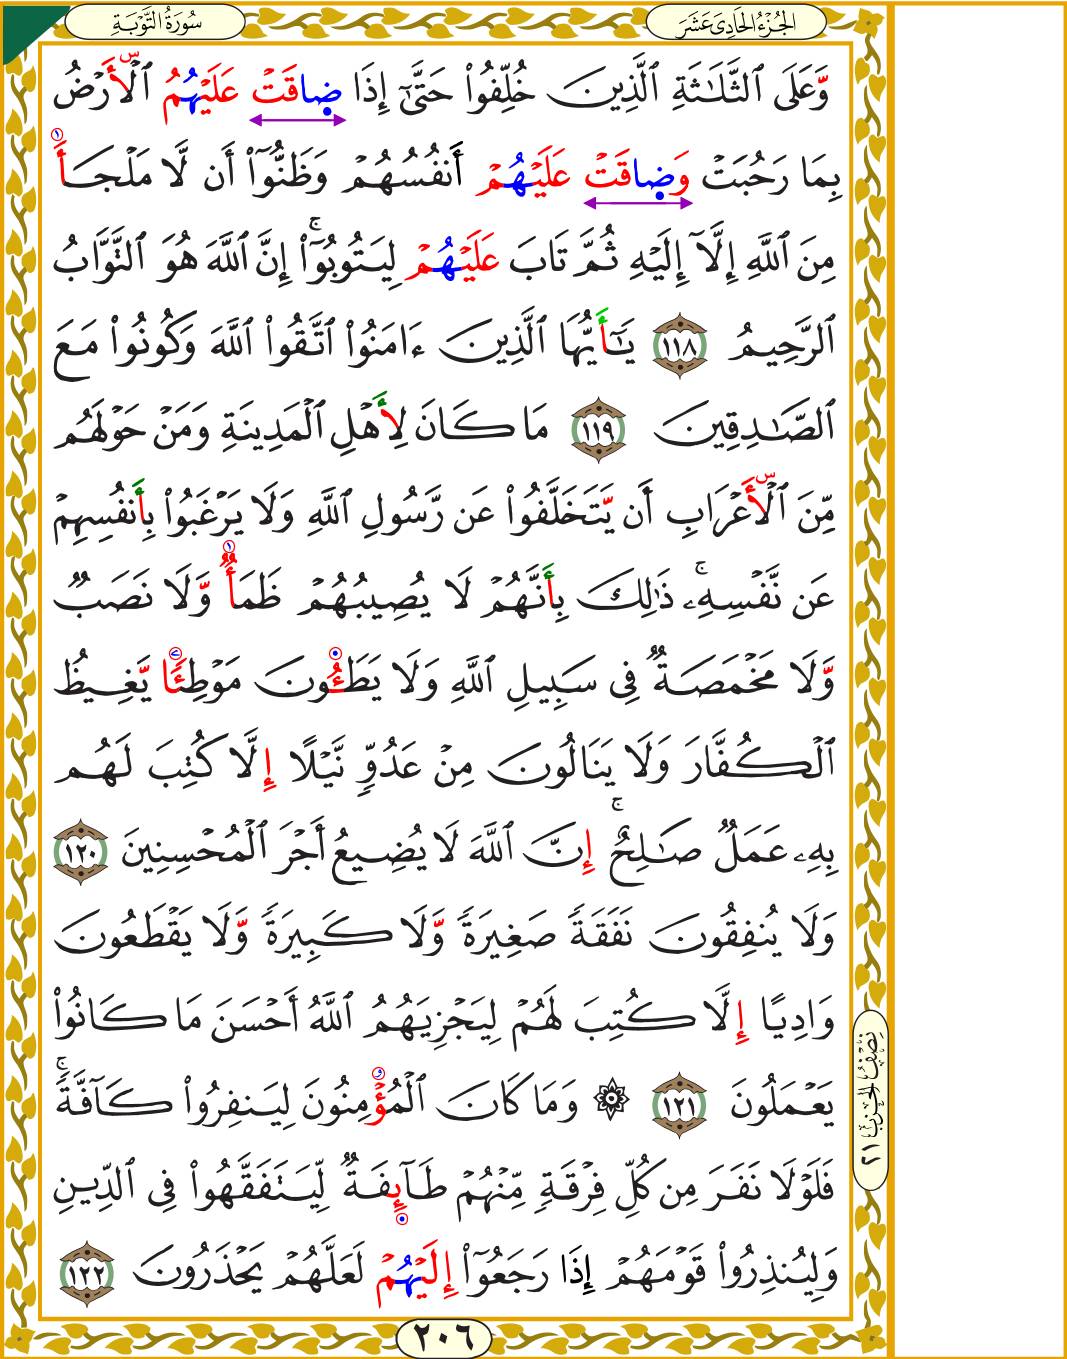 سُورَةُ التَّوْبَةِ
الجُزْءُ الحَادِى عَشَرَ
وَّعَلَى ٱلثَّلَٰثَةِ ٱلَّذِينَ خُلِّفُوا۟ حَتَّىٰٓ إِذَا ضَاقَتْ عَلَيْهُمُ ٱلْأَرْضُ
بِمَا رَحُبَتْ وَضَاقَتْ عَلَيْهُمْ أَنفُسُهُمْ وَظَنُّوٓا۟ أَن لَّا مَلْجَأَ
مِنَ ٱللَّهِ إِلَّآ إِلَيْهِ ثُمَّ تَابَ عَلَيْهُمْ لِيَتُوبُوٓا۟ ۚ إِنَّ ٱللَّهَ هُوَ ٱلتَّوَّابُ
ٱلرَّحِيمُ ١١٨ يَٰٓأَيُّهَا ٱلَّذِينَ ءَامَنُوا۟ ٱتَّقُوا۟ ٱللَّهَ وَكُونُوا۟ مَعَ
ٱلصَّٰدِقِينَ ١١٩ مَا كَانَ لِأَهْلِ ٱلْمَدِينَةِ وَمَنْ حَوْلَهُم
مِّنَ ٱلْأَعْرَابِ أَن يَّتَخَلَّفُوا۟ عَن رَّسُولِ ٱللَّهِ وَلَا يَرْغَبُوا۟ بِأَنفُسِهِمْ
عَن نَّفْسِهِۦ ۚ ذَٰلِكَ بِأَنَّهُمْ لَا يُصِيبُهُمْ ظَمَأٌ وَّلَا نَصَبٌ
وَّلَا مَخْمَصَةٌ فِى سَبِيلِ ٱللَّهِ وَلَا يَطَـُٔونَ مَوْطِئًا يَّغِيظُ
ٱلْكُفَّارَ وَلَا يَنَالُونَ مِنْ عَدُوٍّ نَّيْلًا إِلَّا كُتِبَ لَهُم
بِهِۦ عَمَلٌ صَٰلِحٌ ۚ إِنَّ ٱللَّهَ لَا يُضِيعُ أَجْرَ ٱلْمُحْسِنِينَ ١٢٠
وَلَا يُنفِقُونَ نَفَقَةً صَغِيرَةً وَّلَا كَبِيرَةً وَّلَا يَقْطَعُونَ
وَادِيًا إِلَّا كُتِبَ لَهُمْ لِيَجْزِيَهُمُ ٱللَّهُ أَحْسَنَ مَا كَانُوا۟
يَعْمَلُونَ ١٢١ ۞ وَمَا كَانَ ٱلْمُؤْمِنُونَ لِيَنفِرُوا۟ كَآفَّةً ۚ
فَلَوْلَا نَفَرَ مِن كُلِّ فِرْقَةٍ مِّنْهُمْ طَآئِفَةٌ لِّيَتَفَقَّهُوا۟ فِى ٱلدِّينِ
وَلِيُنذِرُوا۟ قَوْمَهُمْ إِذَا رَجَعُوٓا۟ إِلَيْهُمْ لَعَلَّهُمْ يَحْذَرُونَ ١٢٢
نِصْفُ الحِزْبِ ٢١
٢٠٦